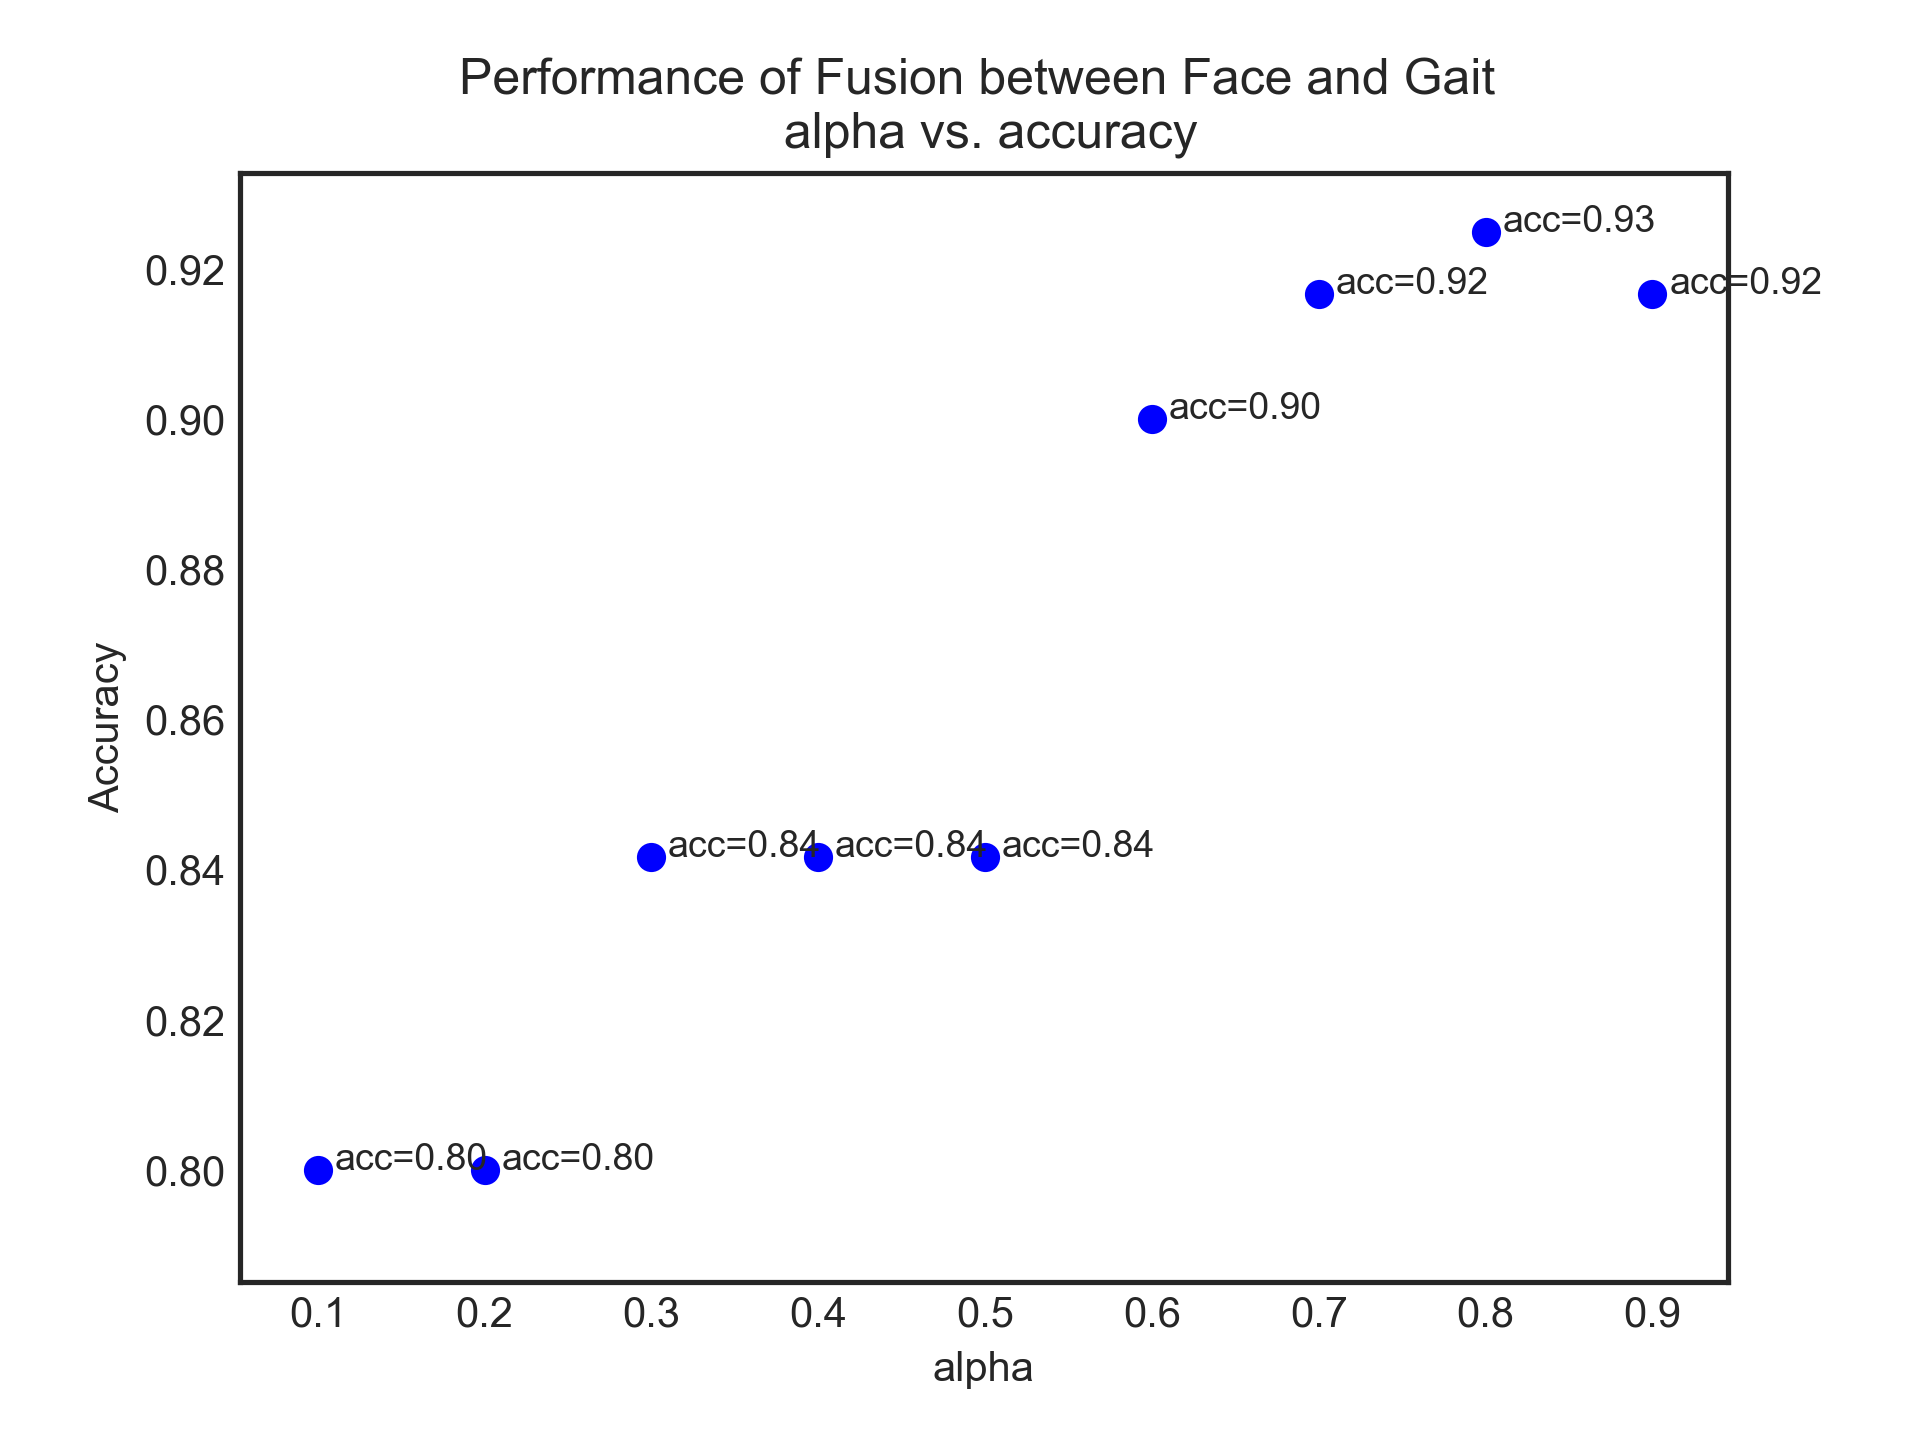 Performance of Fusion between Face and Gait
alpha vs. accuracy
acc=0.93
acc=0.92
acc=0.92
acc=0.90
acc=0.84
acc=0.84
acc=0.84
acc=0.80
acc=0.80
0.92
0.90
0.88
0.86
0.84
0.82
0.80
Accuracy
0.1 0.2 0.3 0.4 0.5 0.6 0.7 0.8 0.9
alpha